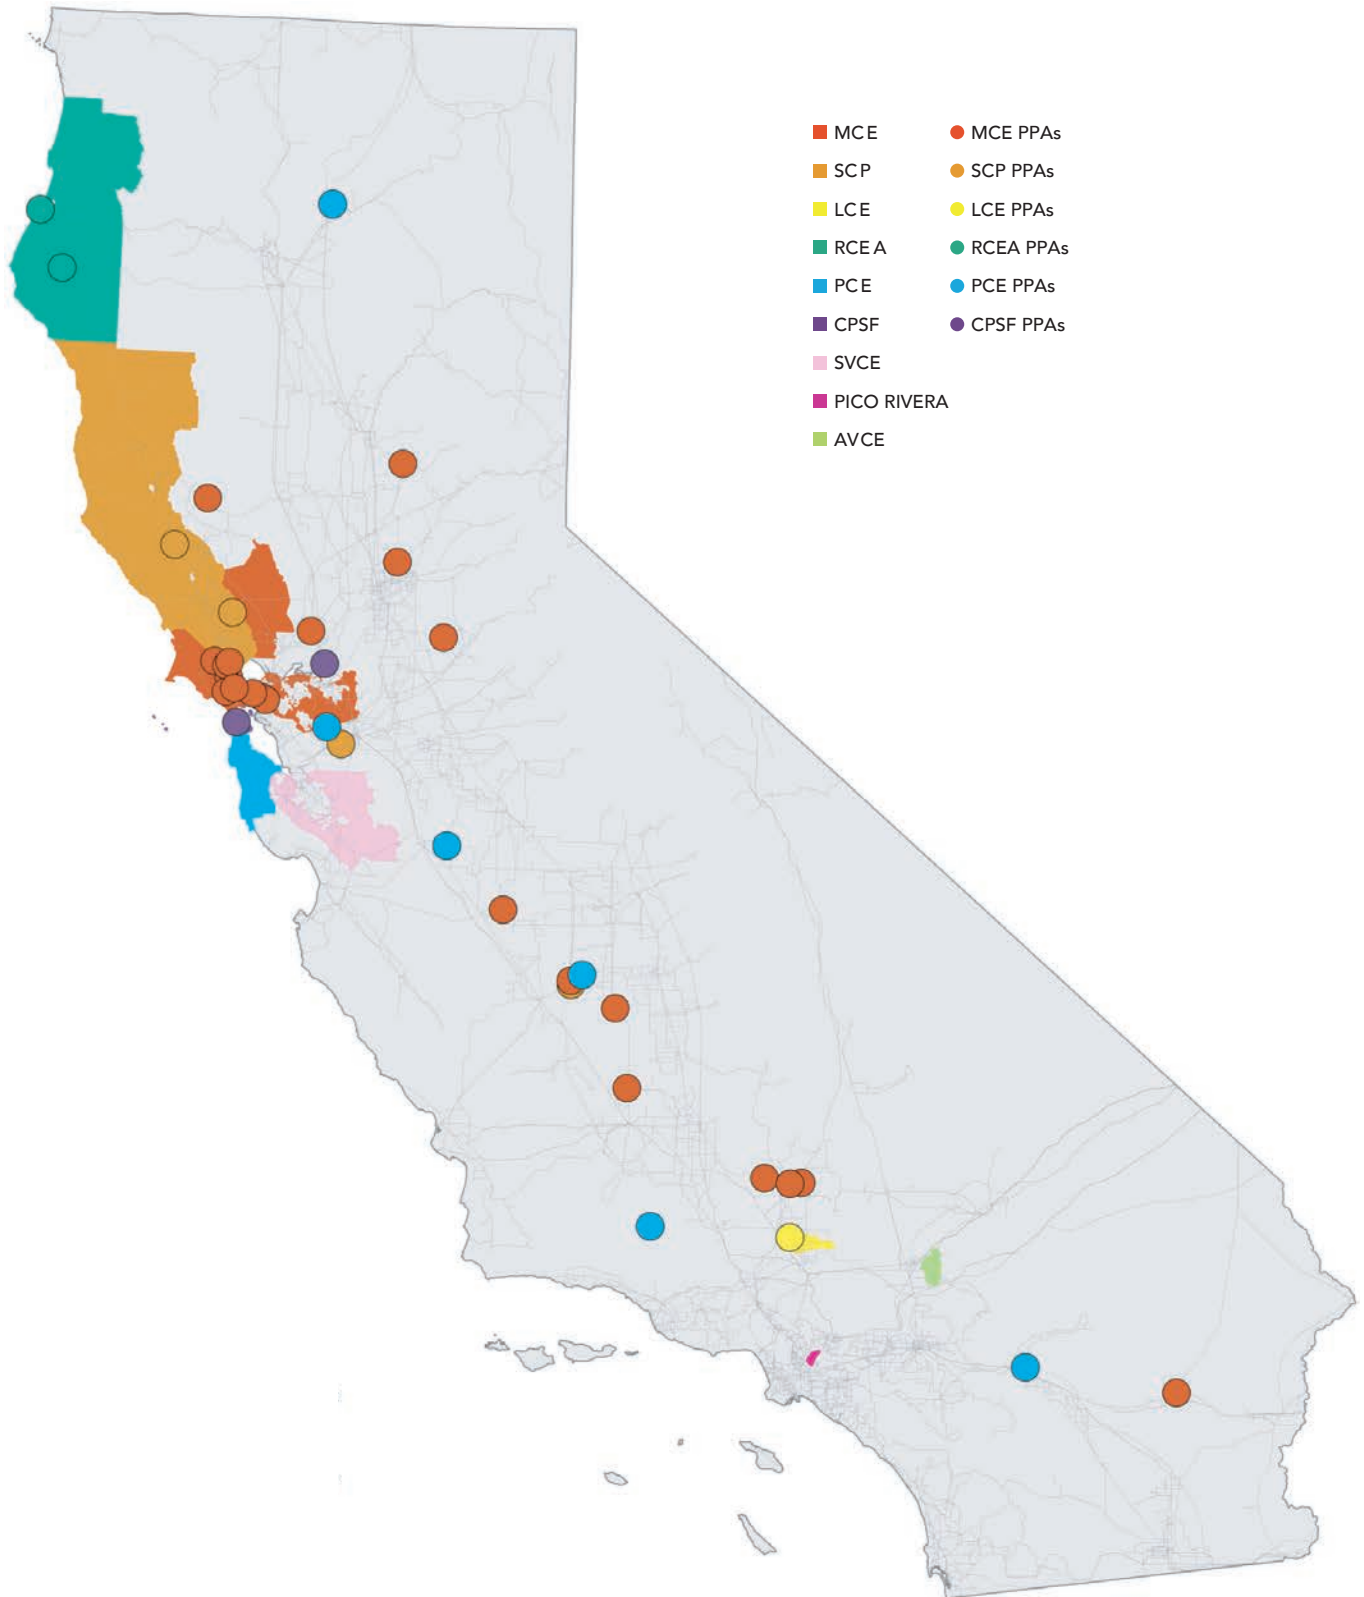 MCE MCE PPAs
SCP SCP PPAs
LCE LCE PPAs
RCEA RCEA PPAs
PCE PCE PPAs
CPSF CPSF PPAs
SVCE
PICO RIVERA
AVCE